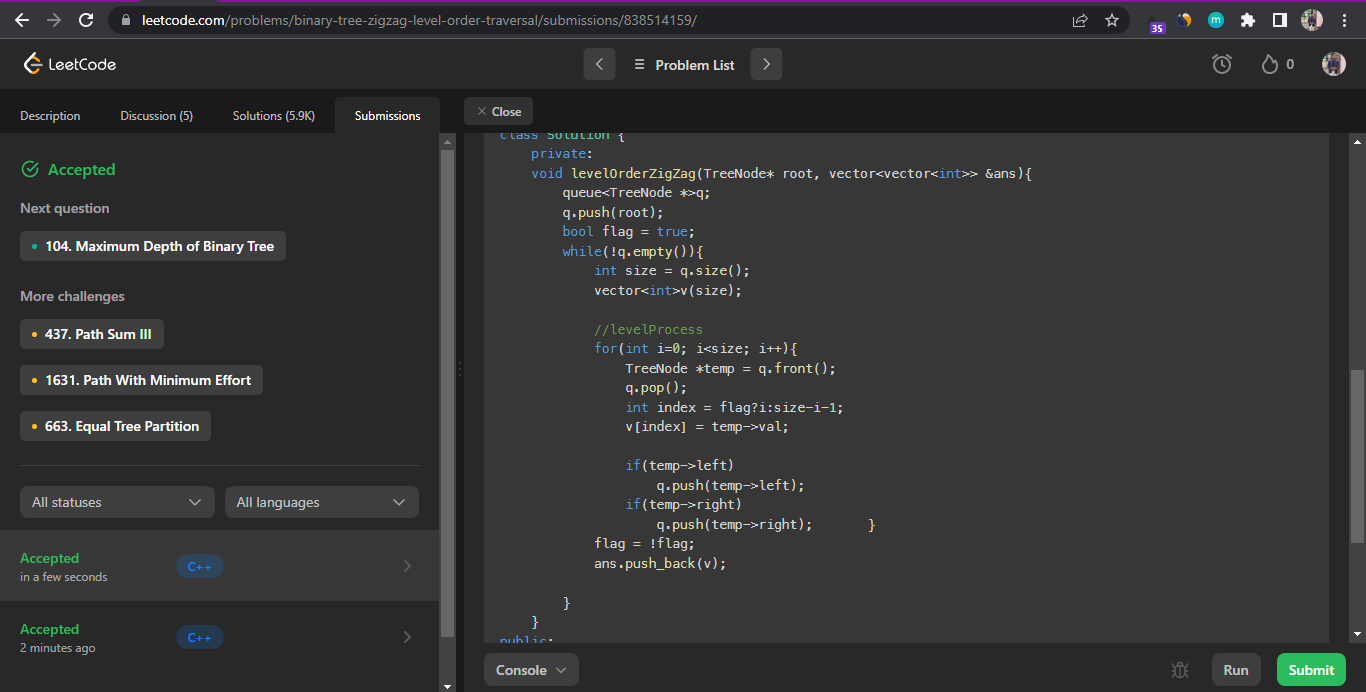 leetcode.com/problems/binary-tree-zigzag-level-order-traversal/submissions/838514159/
35
m
LeetCode
Problem List
0
Description
Discussion (5)
Solutions (5.9K)
Submissions
Close
Accepted
Next question
104. Maximum Depth of Binary Tree
More challenges
437. Path Sum III
1631. Path With Minimum Effort
663. Equal Tree Partition
All statuses
All languages
Accepted
C++
in a few seconds
Accepted
C++
2 minutes ago
class Solution {
    private:
    void levelOrderZigZag(TreeNode* root, vector<vector<int>> &ans){
        queue<TreeNode *>q;
        q.push(root);
        bool flag = true;
        while(!q.empty()){
            int size = q.size();
            vector<int>v(size);
            //levelProcess
            for(int i=0; i<size; i++){
                TreeNode *temp = q.front();
                q.pop();
                int index = flag?i:size-i-1;
                v[index] = temp->val;
                if(temp->left)
                    q.push(temp->left);
                if(temp->right)
                    q.push(temp->right);       }
            flag = !flag;
            ans.push_back(v);
        }
    }
public:
Console
Run
Submit